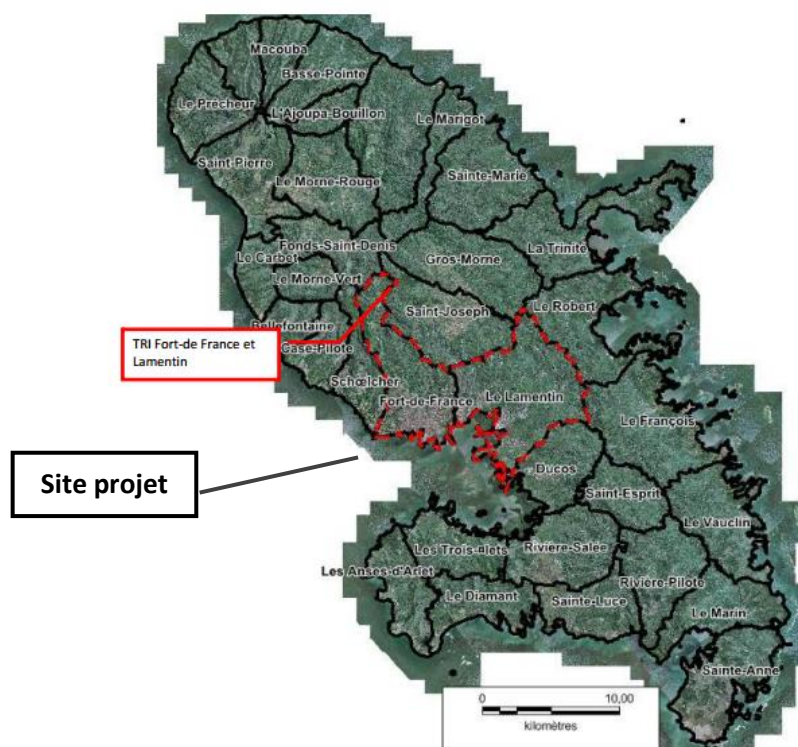 Macouba
Basse-Pointe
Le Prêcheur
L'Ajoupa-Bouillon
Le Marigot
Saint-Pierre
Le Morne-Rouge
Sainte-Marie
Fonds-Saint-Denis
La Trinité
Le Carbet
Gros-Morne
Le Morne-Vert
Le Robert
Saint-Joseph
Bellefontaine
TRI Fort-de France et
Lamentin
Case-Pilote
Schœlcher
Fort-de-France
Le Lamentin
Le François
Site projet
Ducos
Saint-Esprit
Le Vauclin
Les Trois-¤lets
Rivière-Salée
Les Anses-d'Arlet
Rivière-Pilote
Le Diamant
Sainte-Luce
Le Marin
Sainte-Anne
0 10,00
kilomètres